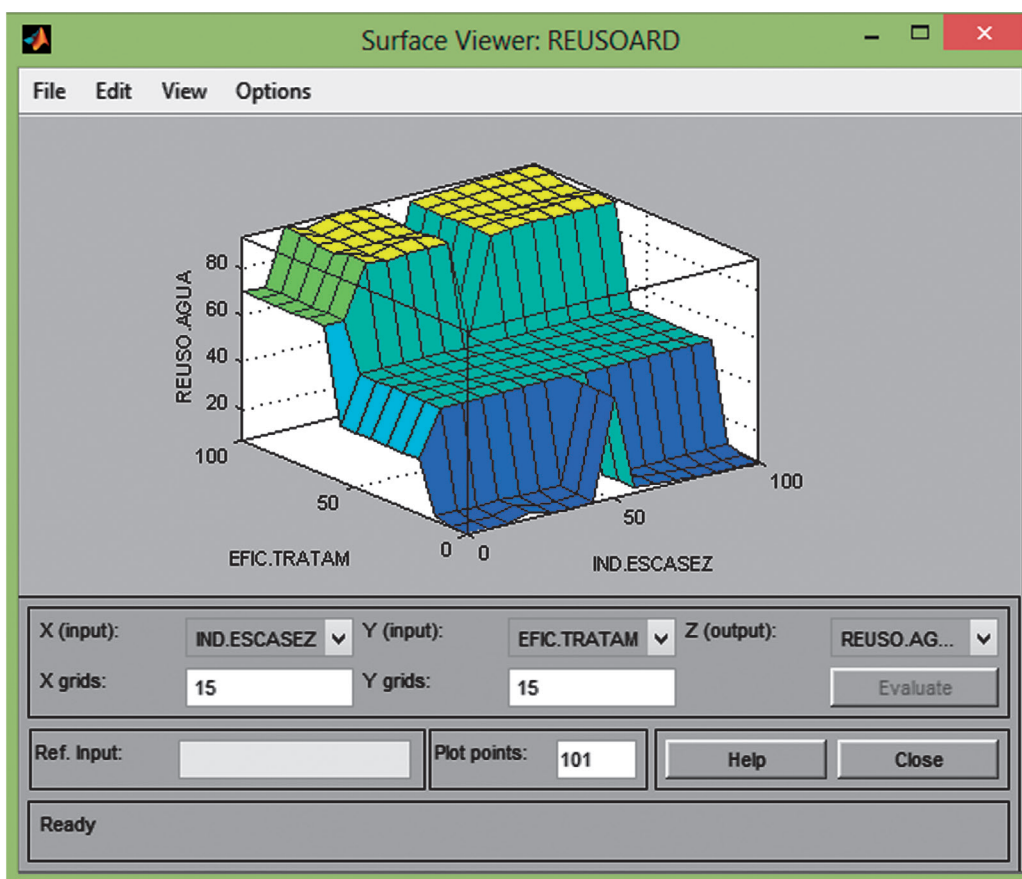 Surface Viewer: REUSOARD
File Edit View Options
REUSO.AGUA
80
60
40
20
100
50
0
EFIC.TRATAM
0
50
100
IND.ESCASEZ
X (input): IND.ESCASEZ Y (input): EFIC.TRATAM Z (output): REUSO.AG...
X grids: 15 Y grids: 15 Evaluate
Ref. Input: Plot points: 101 Help Close
Ready